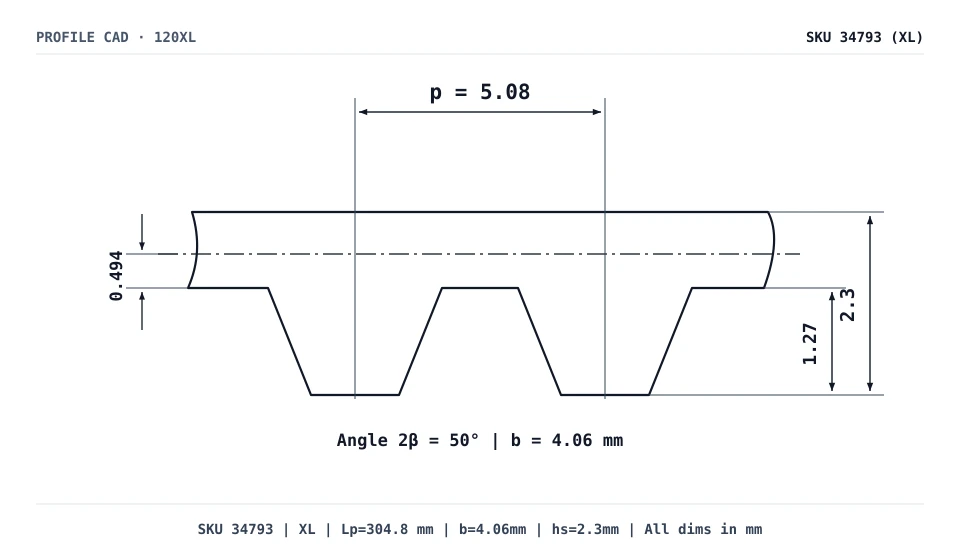 PROFILE CAD · 120XL
SKU 34793 (XL)
p = 5.08
0.494
2.3
1.27
Angle 2β = 50° | b = 4.06 mm
SKU 34793 | XL | Lp=304.8 mm | b=4.06mm | hs=2.3mm | All dims in mm